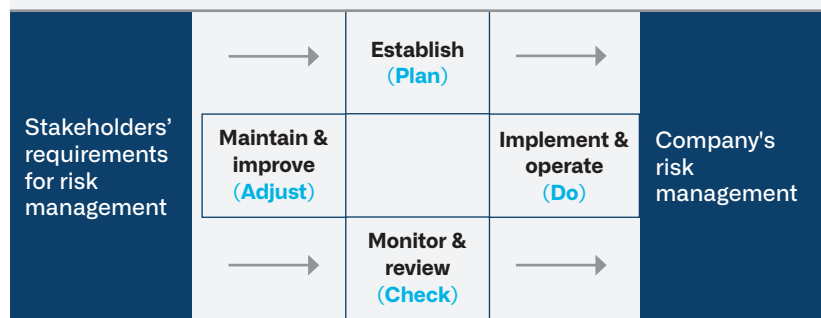 Establish
(Plan)
Stakeholders’
requirements
for risk
management
Maintain &
improve
(Adjust)
Implement &
operate
(Do)
Company's
risk
management
Monitor &
review
(Check)